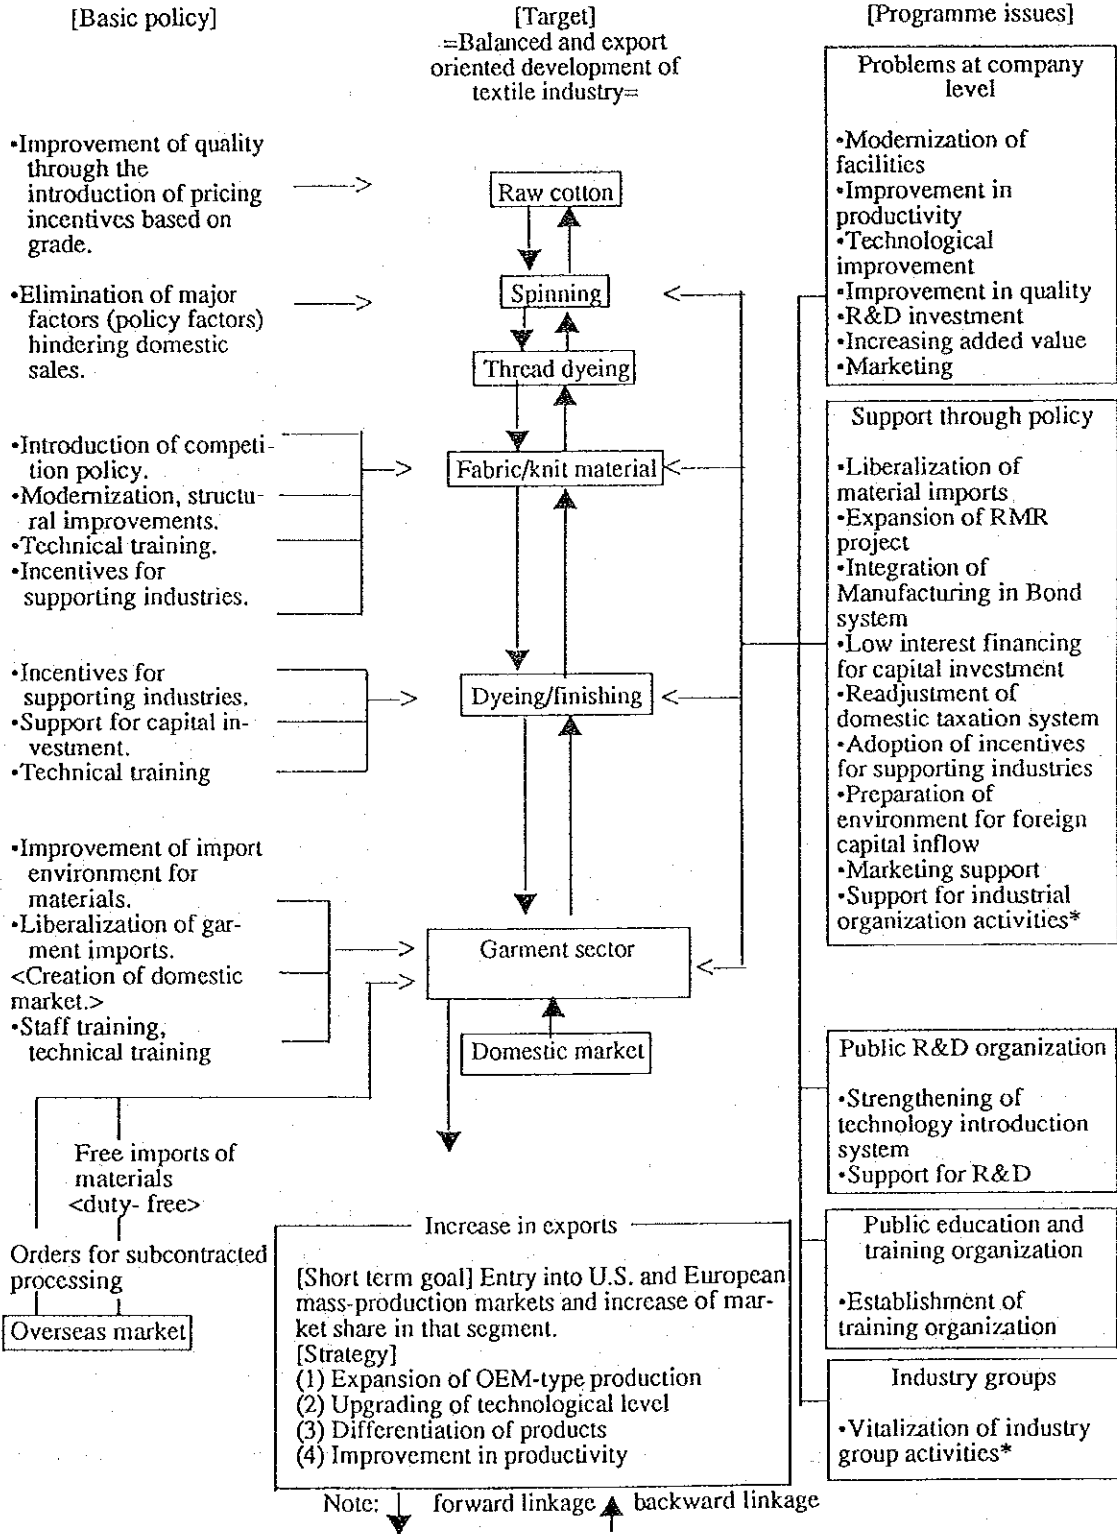 [Basic policy]
•Improvement of quality
through the
introduction of pricing
incentives based on
grade.
•Elimination of major
factors (policy factors)
hindering domestic
sales.
•Introduction of competi-
tion policy.
•Modernization, structu-
ral improvements.
•Technical training.
•Incentives for
supporting industries.
•Incentives for
supporting industries.
•Support for capital in-
vestment.
•Technical training
•Improvement of import
environment for
materials.
•Liberalization of gar-
ment imports.
<Creation of domestic
market.>
•Staff training,
technical training
Free imports of
materials
<duty- free>
Orders for subcontracted
processing
Overseas market
[Target]
=Balanced and export
oriented development of
textile industry=
Raw cotton
Spinning
Thread dyeing
Fabric/knit material
Dyeing/finishing
Garment sector
Domestic market
Increase in exports
[Short term goal] Entry into U.S. and European
mass-production markets and increase of mar-
ket share in that segment.
[Strategy]
(1) Expansion of OEM-type production
(2) Upgrading of technological level
(3) Differentiation of products
(4) Improvement in productivity
Note: forward linkage backward linkage
[Programme issues]
Problems at company
level
•Modernization of
facilities
•Improvement in
productivity
•Technological
improvement
•Improvement in quality
•R&D investment
•Increasing added value
•Marketing
Support through policy
•Liberalization of
material imports
•Expansion of RMR
project
•Integration of
Manufacturing in Bond
system
•Low interest financing
for capital investment
•Readjustment of
domestic taxation system
•Adoption of incentives
for supporting industries
•Preparation of
environment for foreign
capital inflow
•Marketing support
•Support for industrial
organization activities*
Public R&D organization
•Strengthening of
technology introduction
system
•Support for R&D
Public education and
training organization
•Establishment of
training organization
Industry groups
•Vitalization of industry
group activities*